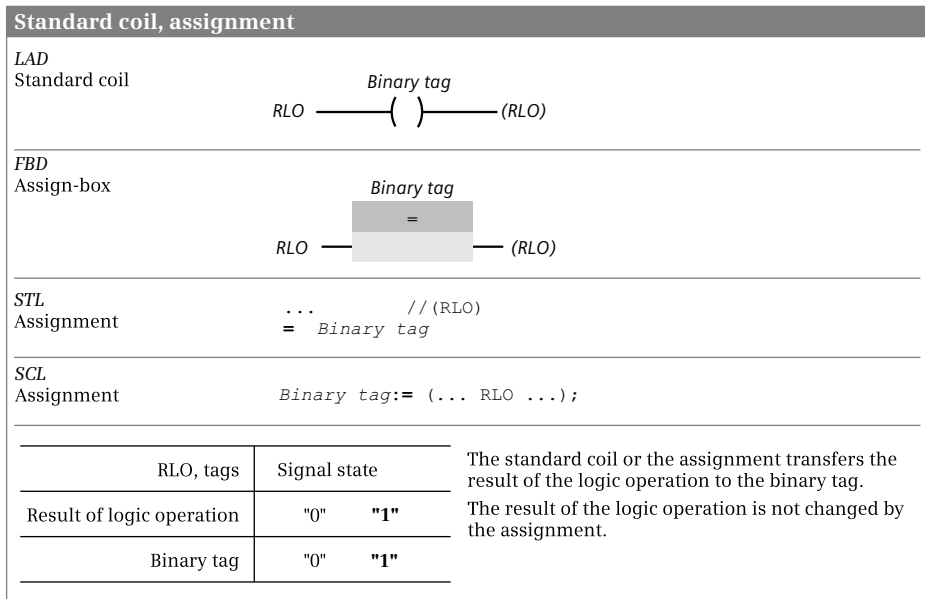 Standard coil, assignment
LAD
Standard coil
Binary tag
RLO ( ) (RLO)
FBD
Assign-box
Binary tag
=
RLO (RLO)
STL
Assignment
... //(RLO)
= Binary tag
SCL
Assignment
Binary tag:= (... RLO ...);
RLO, tags Signal state
Result of logic operation "0" "1"
Binary tag "0" "1"
The standard coil or the assignment transfers the
result of the logic operation to the binary tag.
The result of the logic operation is not changed by
the assignment.